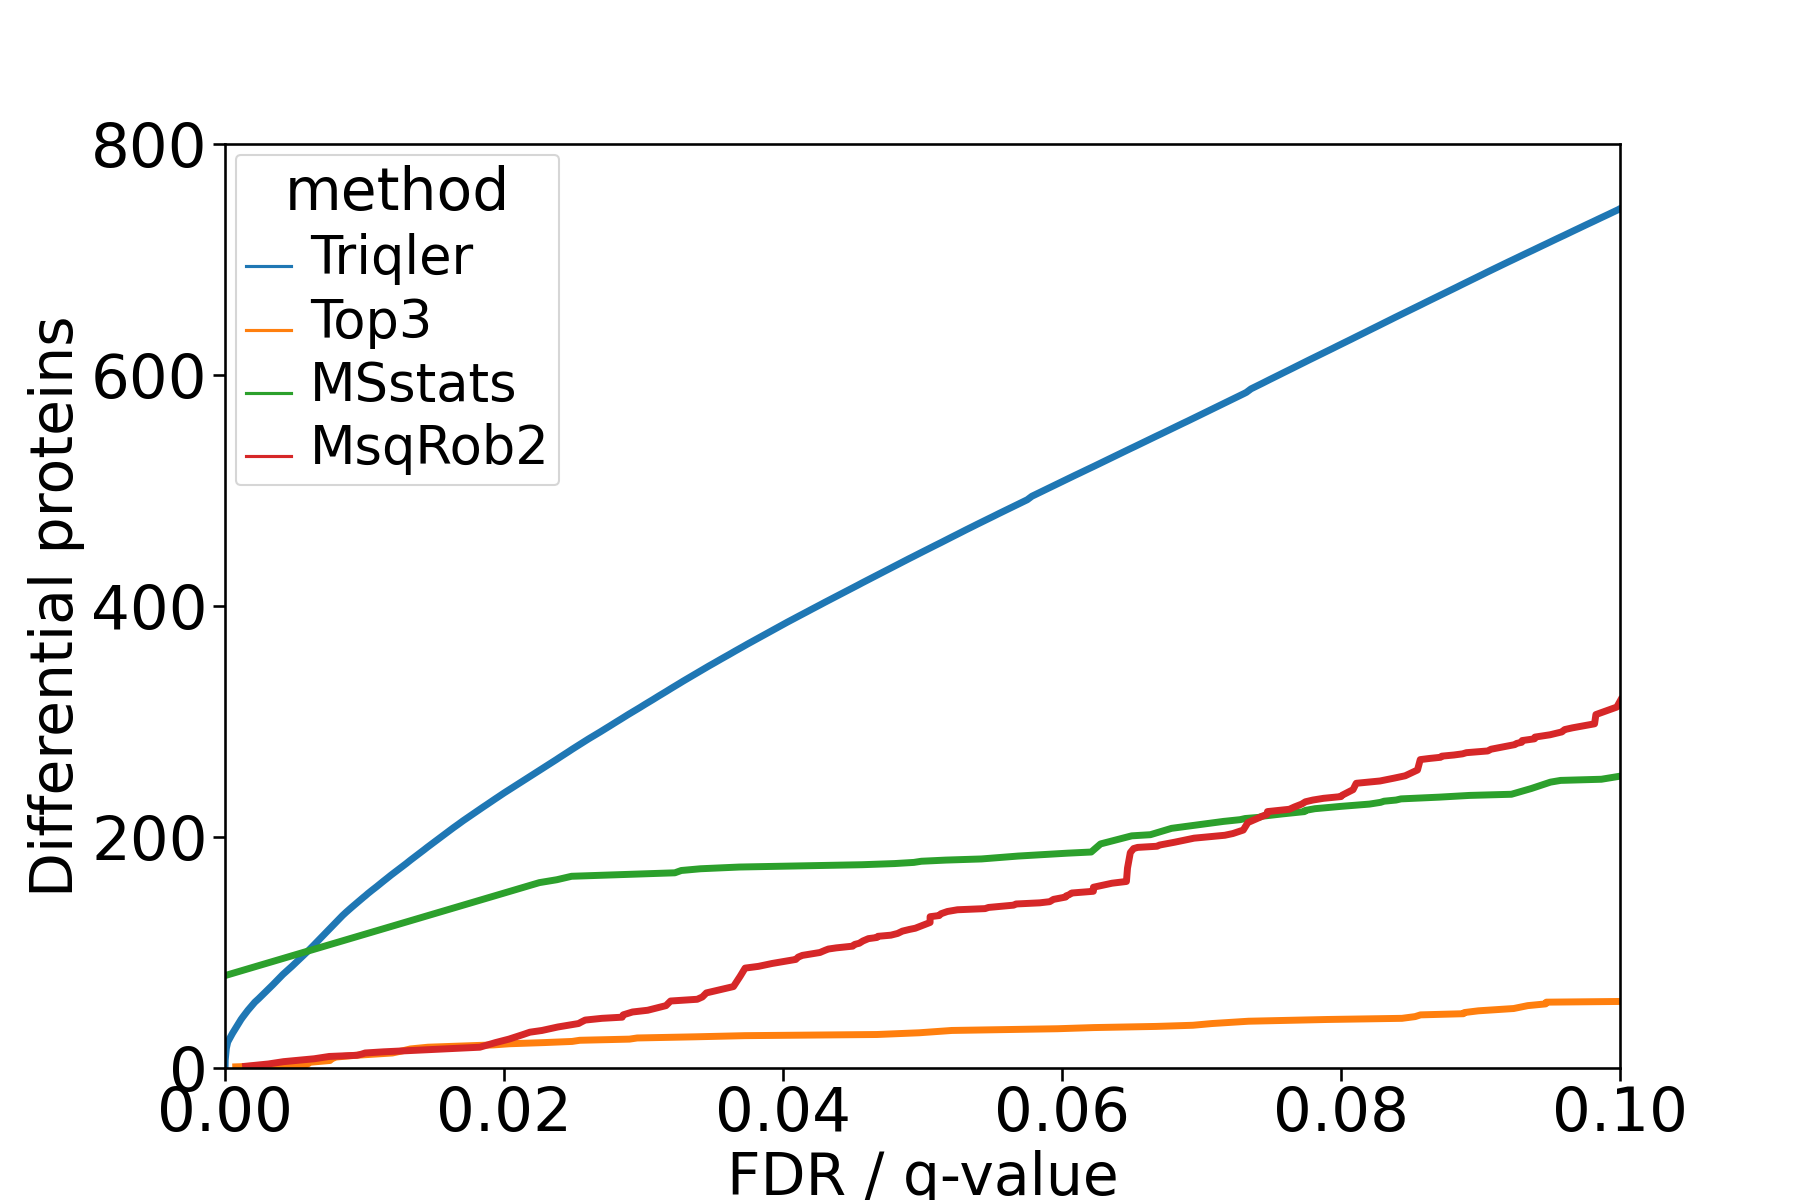 800
600
400
200
0
Differential proteins
method
Triqler
Top3
MSstats
MsqRob2
0.00 0.02 0.04 0.06 0.08 0.10
FDR / q-value